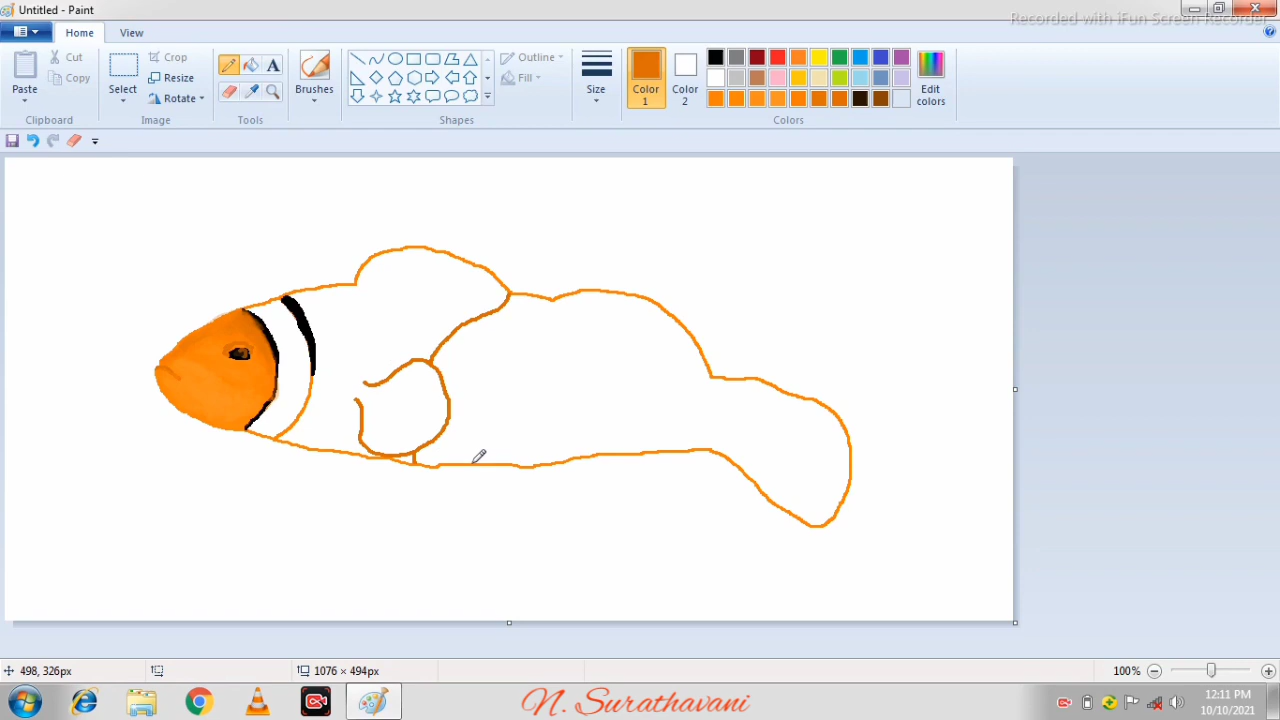 Untitled - Paint
Recorded with iFun Screen Recorder
Home View
Paste
Cut
Copy
Clipboard
Select
Crop
Resize
Rotate
Image
A
Tools
Brushes
Outline
Fill
Shapes
Size
Color 1
Color 2
Edit colors
Colors
498, 326px
1076 × 494px
100%
N. Surathavani
12:11 PM
10/10/2021